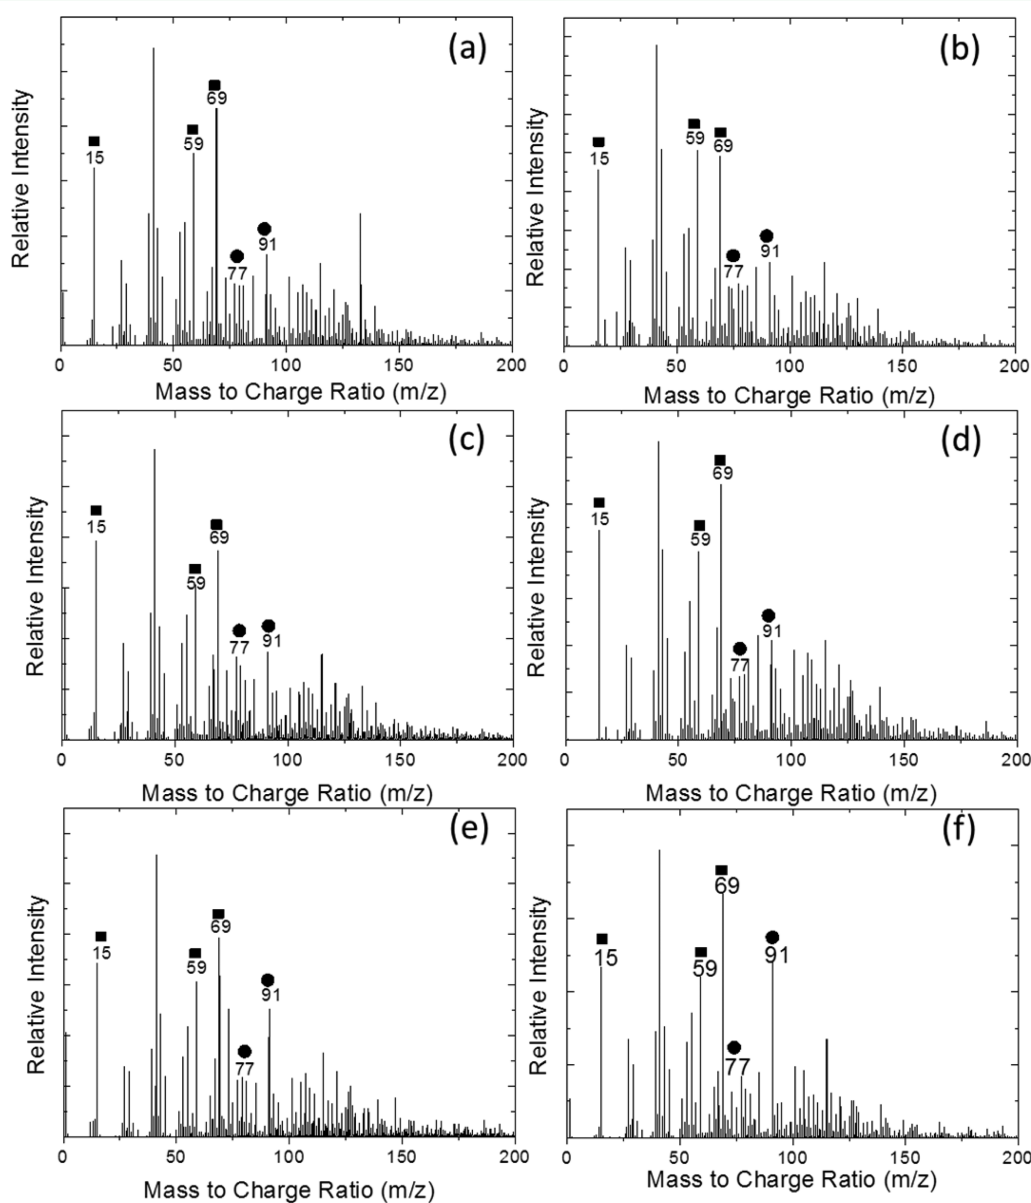 (a)
Relative Intensity
15
59
69
77
91
0 50 100 150 200
Mass to Charge Ratio (m/z)
(b)
Relative Intensity
15
59
69
77
91
0 50 100 150 200
Mass to Charge Ratio (m/z)
(c)
Relative Intensity
15
59
69
77
91
0 50 100 150 200
Mass to Charge Ratio (m/z)
(d)
Relative Intensity
15
59
69
77
91
0 50 100 150 200
Mass to Charge Ratio (m/z)
(e)
Relative Intensity
15
59
69
77
91
0 50 100 150 200
Mass to Charge Ratio (m/z)
(f)
Relative Intensity
15
59
69
77
91
0 50 100 150 200
Mass to Charge Ratio (m/z)